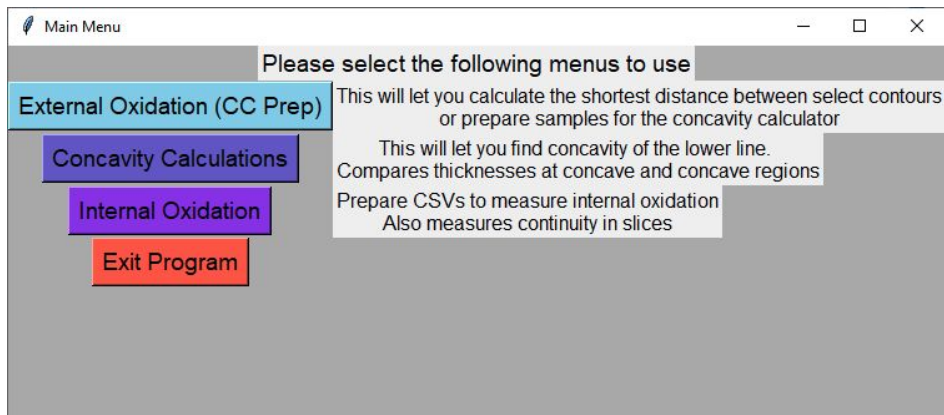 Main Menu
Please select the following menus to use
External Oxidation (CC Prep)
This will let you calculate the shortest distance between select contours
or prepare samples for the concavity calculator
Concavity Calculations
This will let you find concavity of the lower line.
Compares thicknesses at concave and concave regions
Internal Oxidation
Prepare CSVs to measure internal oxidation
Also measures continuity in slices
Exit Program